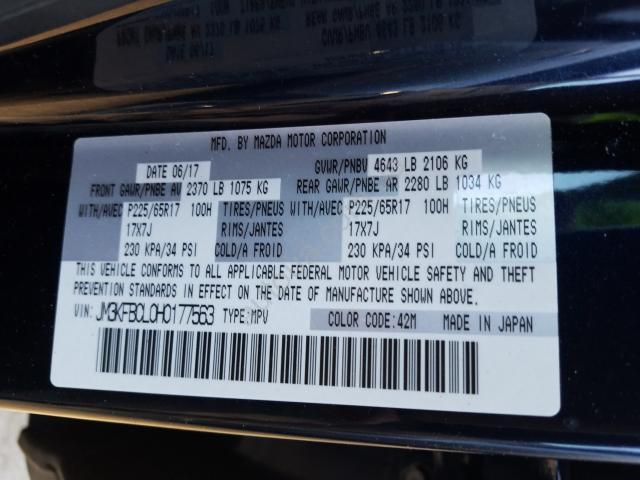 MFD. BY MAZDA MOTOR CORPORATION
DATE 06/17 GVWR/PNBV 4643 LB 2106 KG
FRONT GAWR/PNBE AV 2370 LB 1075 KG REAR GAWR/PNBE AR 2280 LB 1034 KG
WITH/AVEC P225/65R17 100H TIRES/PNEUS WITH/AVEC P225/65R17 100H TIRES/PNEUS
17X7J RIMS/JANTES 17X7J RIMS/JANTES
230 KPA/34 PSI COLD/A FROID 230 KPA/34 PSI COLD/A FROID
THIS VEHICLE CONFORMS TO ALL APPLICABLE FEDERAL MOTOR VEHICLE SAFETY AND THEFT
PREVENTION STANDARDS IN EFFECT ON THE DATE OF MANUFACTURE SHOWN ABOVE.
VIN: JM3KFBCL0H0177563 TYPE: MPV COLOR CODE: 42M MADE IN JAPAN